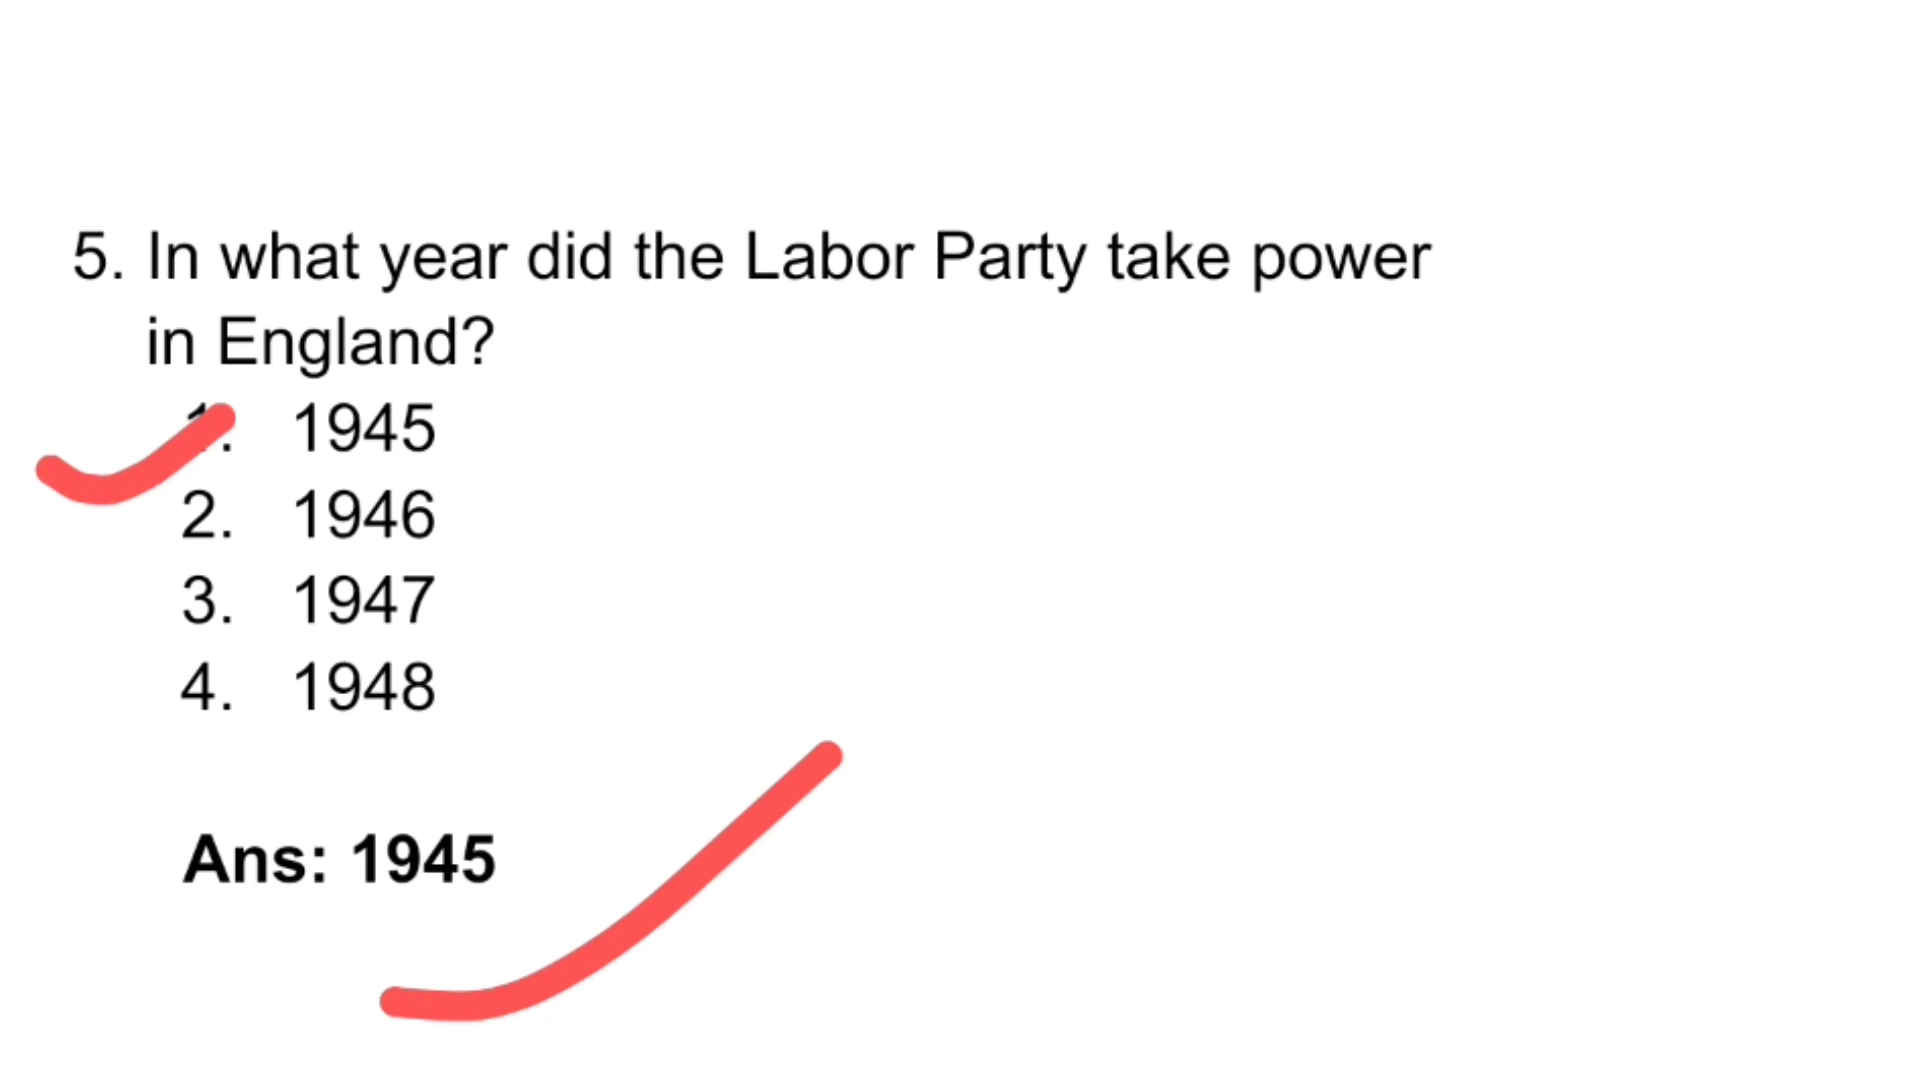 5. In what year did the Labor Party take power
in England?
1. 1945
2. 1946
3. 1947
4. 1948
Ans: 1945